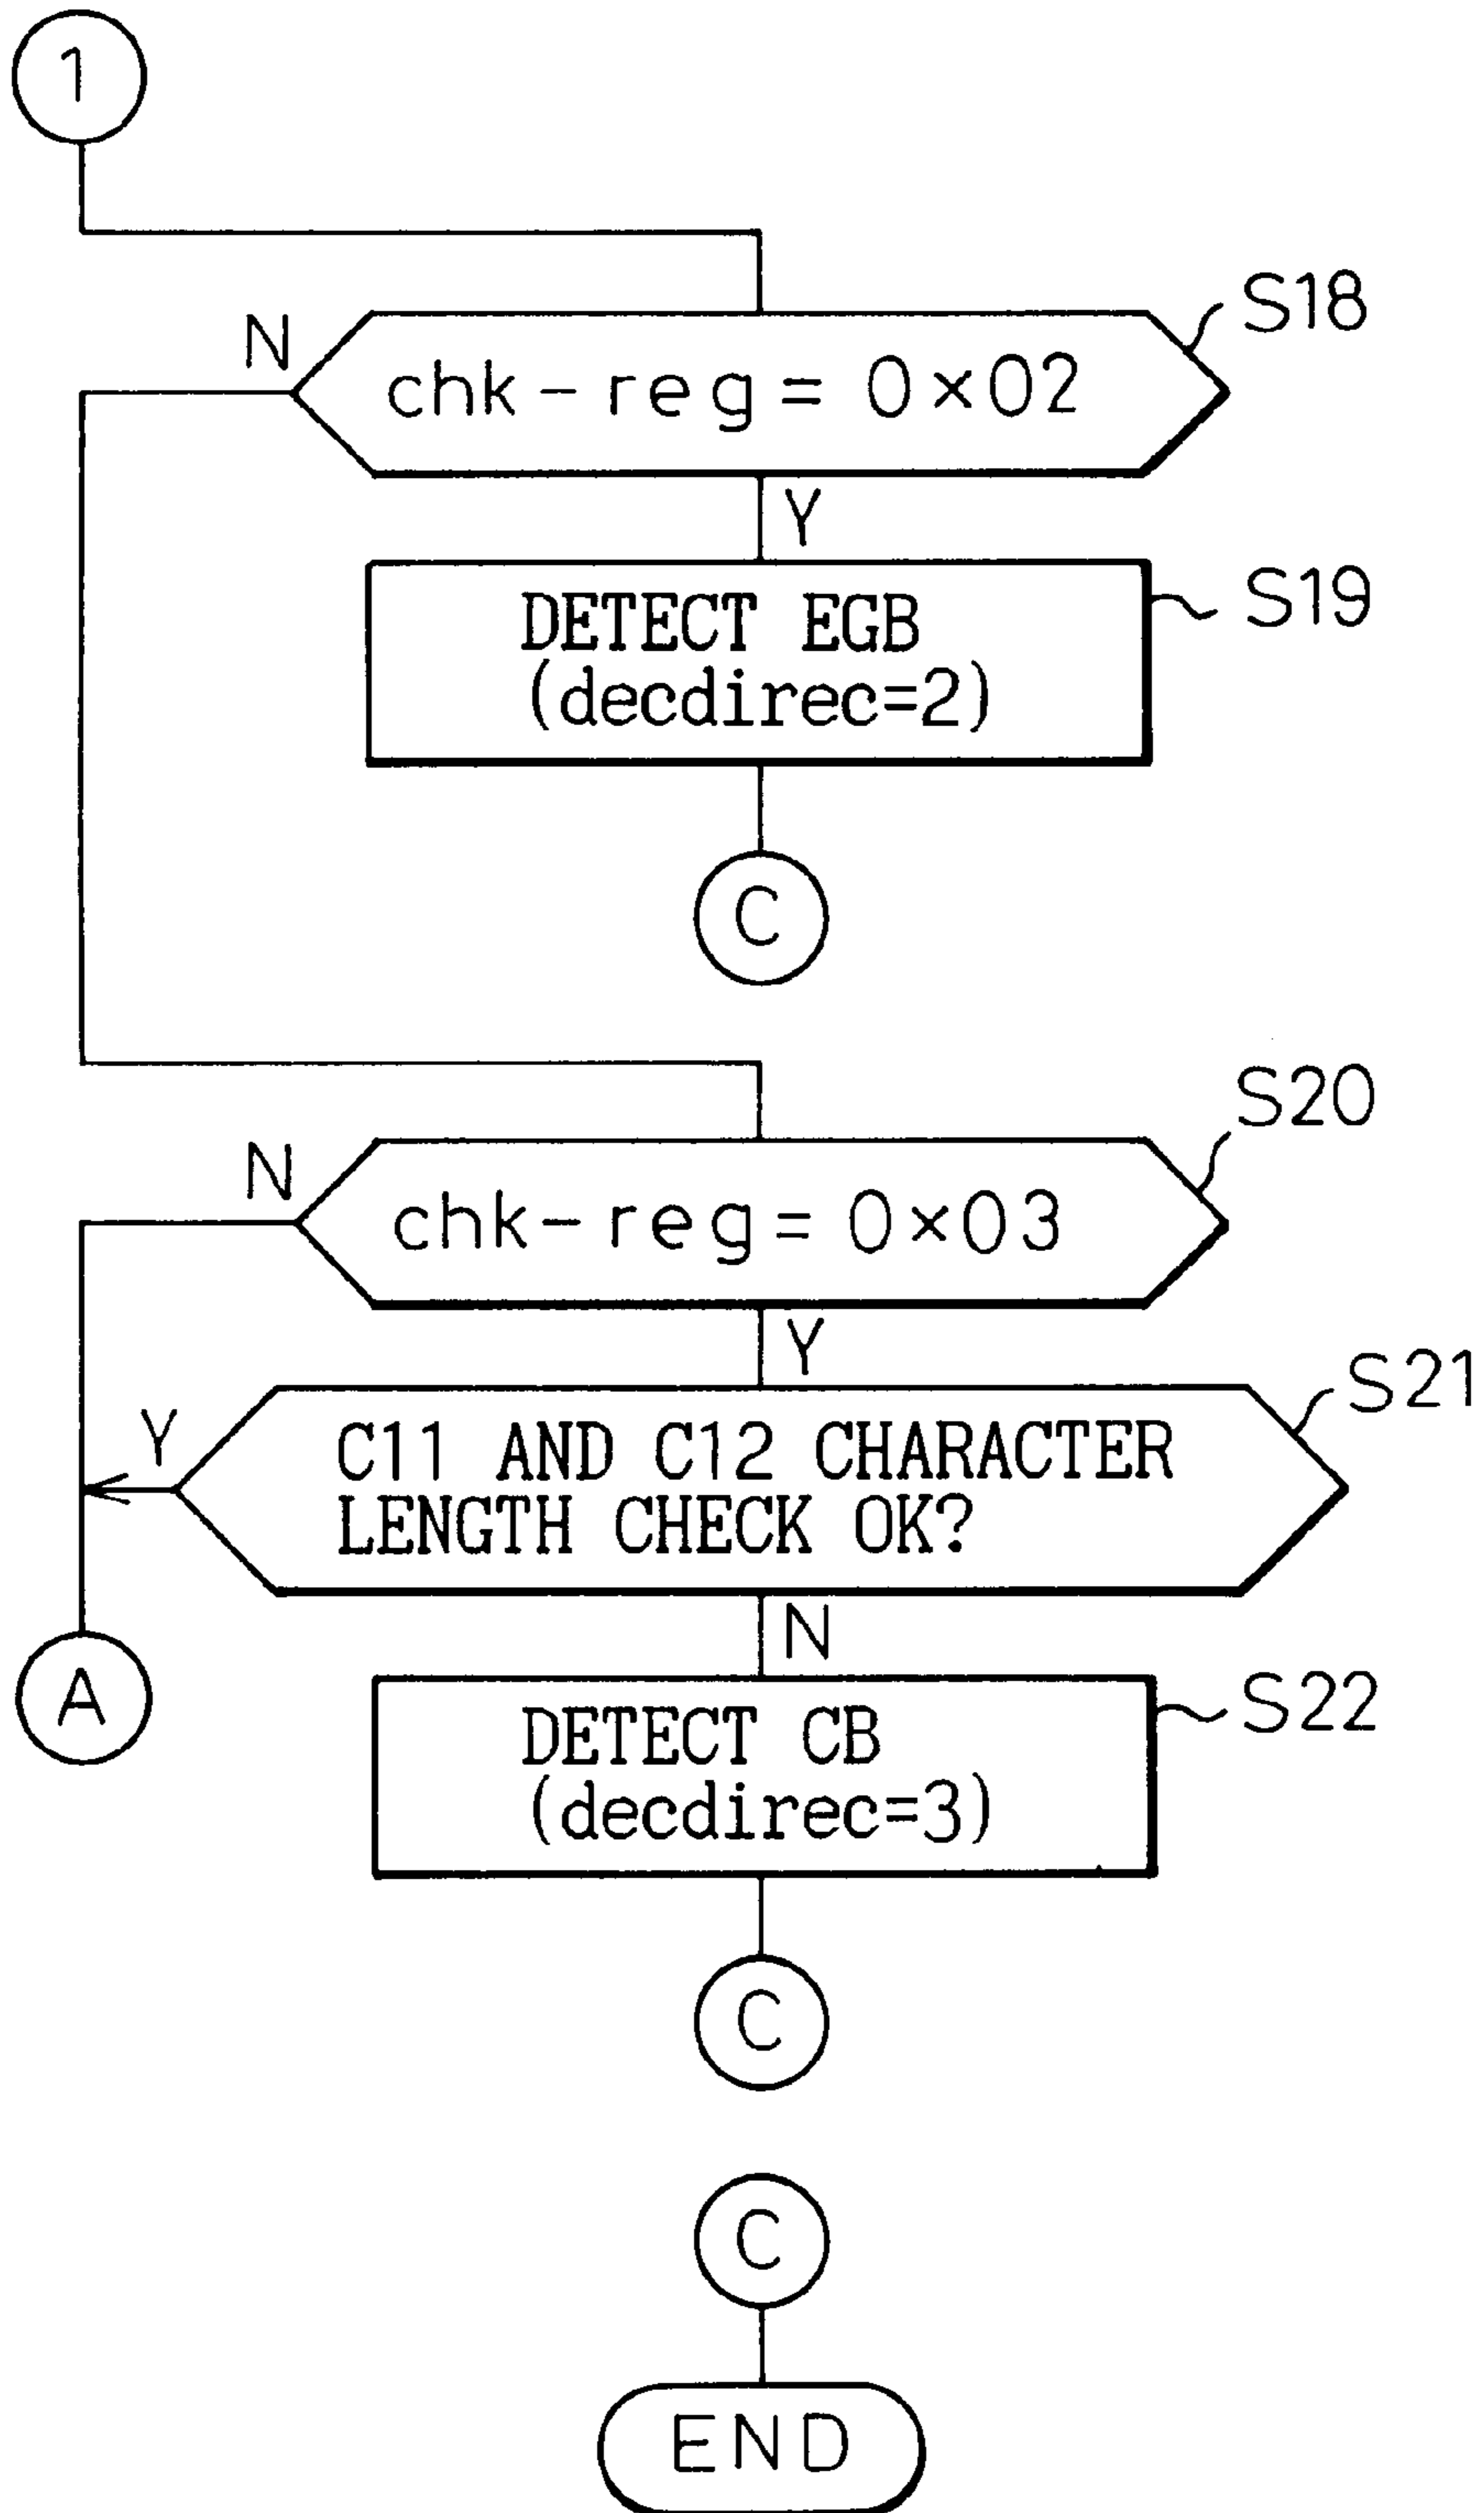 1
S18
N
chk-reg = 0×02
Y
S19
DETECT EGB
(decdirec=2)
C
S20
N
chk-reg = 0×03
Y
S21
Y
C11 AND C12 CHARACTER
LENGTH CHECK OK?
N
A
S22
DETECT CB
(decdirec=3)
C
C
END